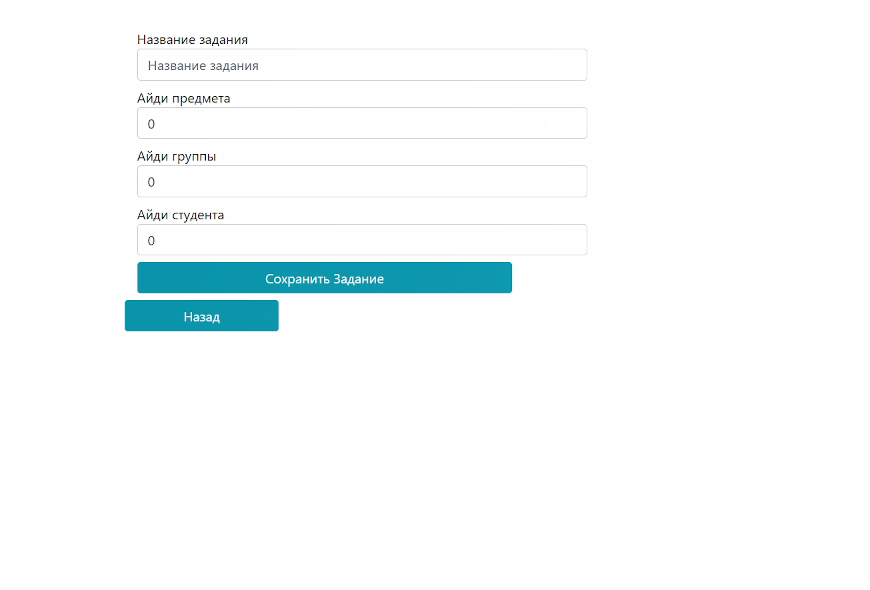 Название задания
Название задания
Айди предмета
0
Айди группы
0
Айди студента
0
Сохранить Задание
Назад